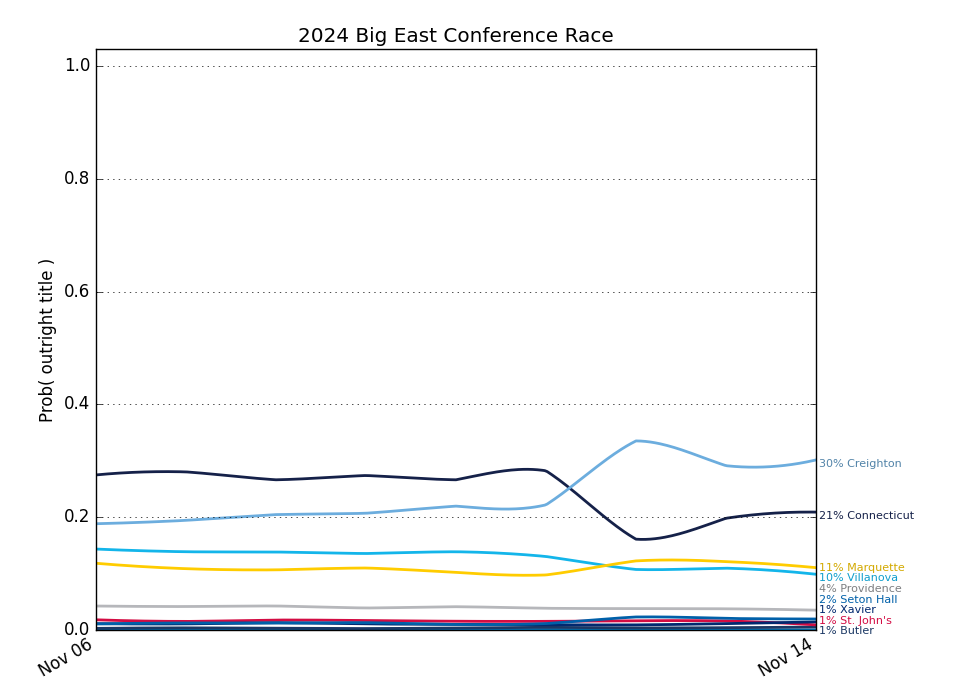 2024 Big East Conference Race
Prob( outright title )
1.0
0.8
0.6
0.4
0.2
0.0
Nov 06
Nov 14
30% Creighton
21% Connecticut
11% Marquette
10% Villanova
4% Providence
2% Seton Hall
1% Xavier
1% St. John's
1% Butler